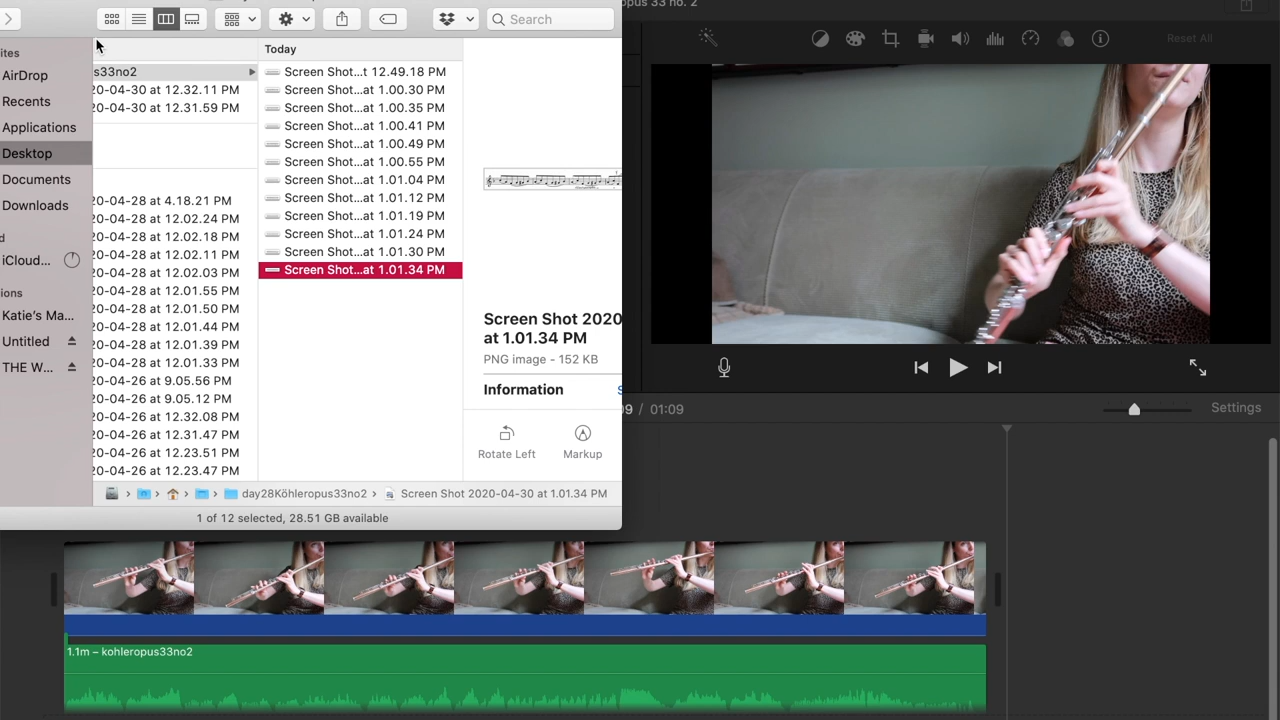 opus 33 no. 2
Search
Reset All
ites
AirDrop
Recents
Applications
Desktop
Documents
Downloads
d
iCloud...
ions
Katie's Ma...
Untitled
THE W...
s33no2
20-04-30 at 12.32.11 PM
20-04-30 at 12.31.59 PM
20-04-28 at 4.18.21 PM
20-04-28 at 12.02.24 PM
20-04-28 at 12.02.18 PM
20-04-28 at 12.02.11 PM
20-04-28 at 12.02.03 PM
20-04-28 at 12.01.55 PM
20-04-28 at 12.01.50 PM
20-04-28 at 12.01.44 PM
20-04-28 at 12.01.39 PM
20-04-28 at 12.01.33 PM
20-04-26 at 9.05.56 PM
20-04-26 at 9.05.12 PM
20-04-26 at 12.32.08 PM
20-04-26 at 12.31.47 PM
20-04-26 at 12.23.51 PM
20-04-26 at 12.23.47 PM
Today
Screen Shot...t 12.49.18 PM
Screen Shot...at 1.00.30 PM
Screen Shot...at 1.00.35 PM
Screen Shot...at 1.00.41 PM
Screen Shot...at 1.00.49 PM
Screen Shot...at 1.00.55 PM
Screen Shot...at 1.01.04 PM
Screen Shot...at 1.01.12 PM
Screen Shot...at 1.01.19 PM
Screen Shot...at 1.01.24 PM
Screen Shot...at 1.01.30 PM
Screen Shot...at 1.01.34 PM
Screen Shot 2020
at 1.01.34 PM
PNG image - 152 KB
Information
Rotate Left
Markup
day28Köhleropus33no2 › Screen Shot 2020-04-30 at 1.01.34 PM
1 of 12 selected, 28.51 GB available
09 / 01:09
Settings
1.1m – kohleropus33no2